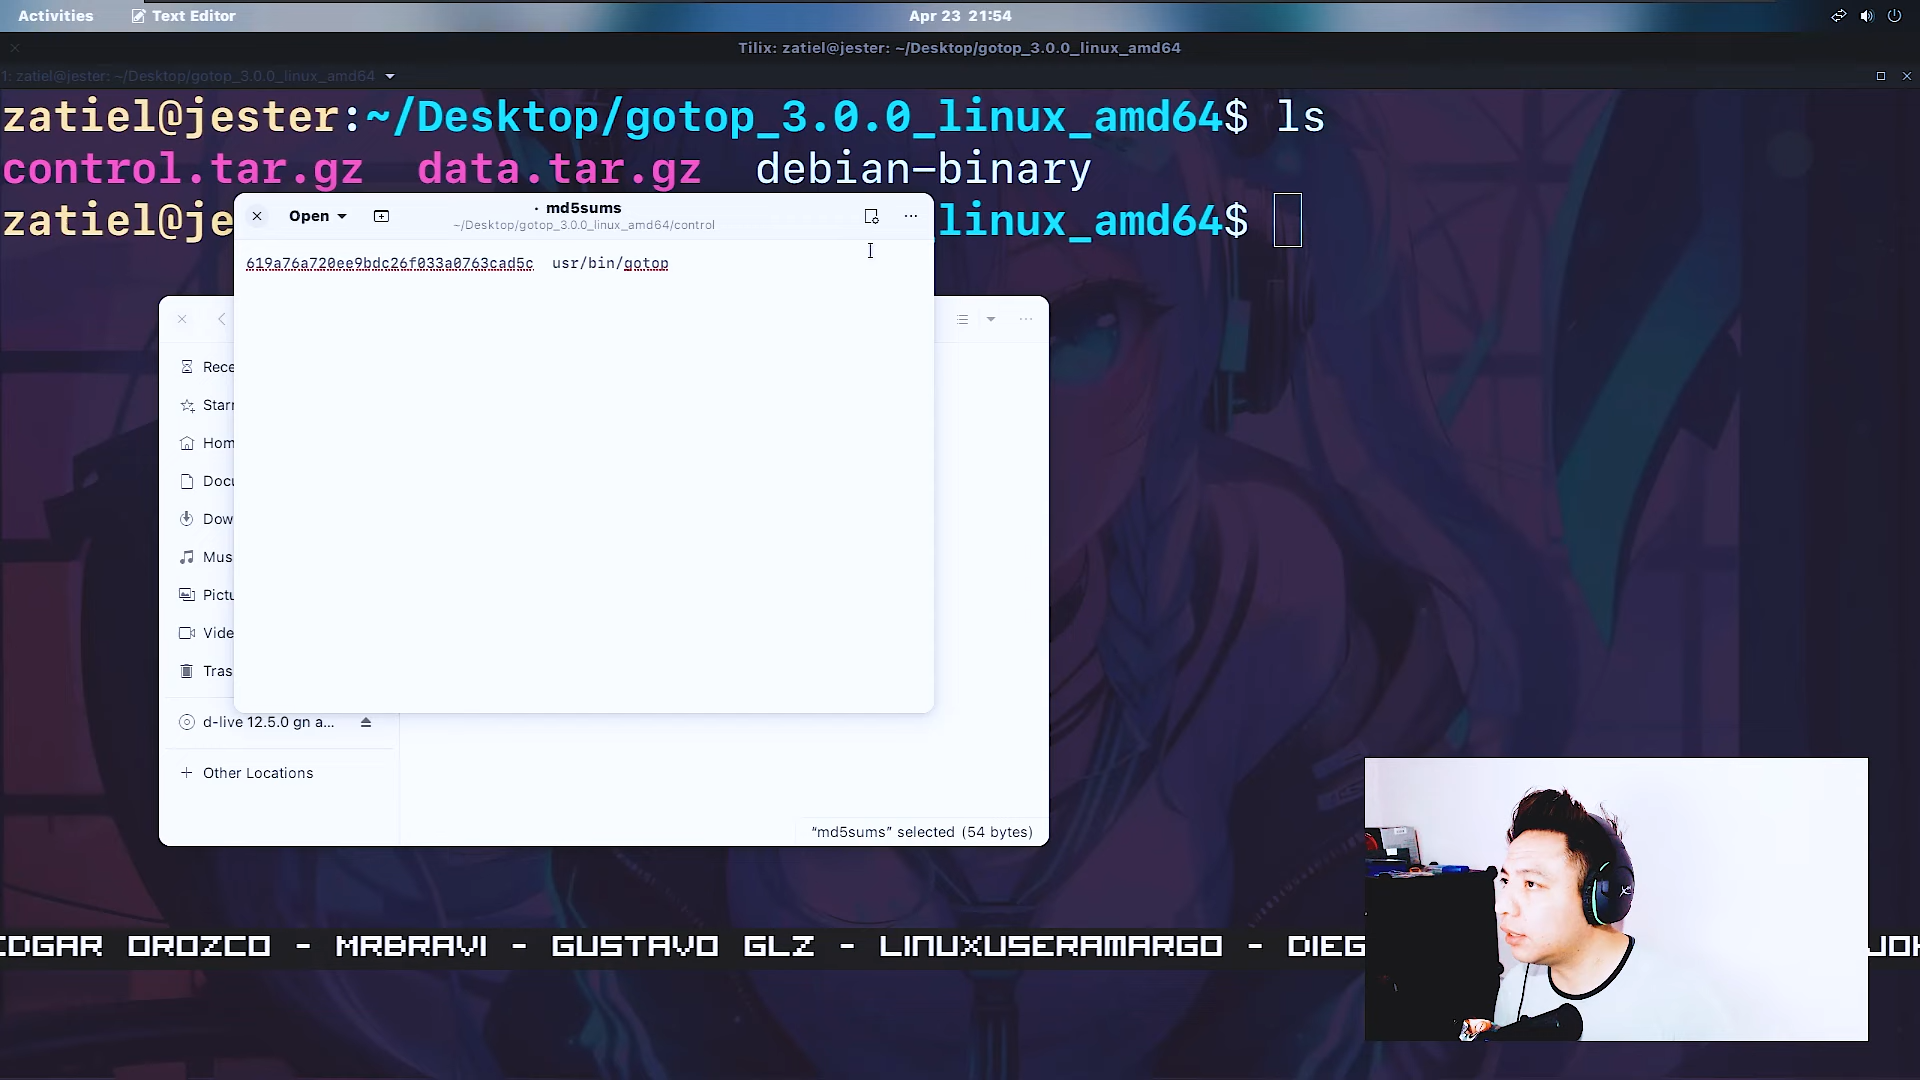 Activities
Text Editor
Apr 23 21:54
Tilix: zatiel@jester: ~/Desktop/gotop_3.0.0_linux_amd64
1: zatiel@jester: ~/Desktop/gotop_3.0.0_linux_amd64
zatiel@jester:~/Desktop/gotop_3.0.0_linux_amd64$ ls
control.tar.gz data.tar.gz debian-binary
zatiel@je
_linux_amd64$
Open
· md5sums
~/Desktop/gotop_3.0.0_linux_amd64/control
619a76a720ee9bdc26f033a0763cad5c usr/bin/gotop
Rece
Starr
Hom
Docu
Dow
Mus
Pictu
Vide
Tras
d-live 12.5.0 gn a...
Other Locations
“md5sums” selected (54 bytes)
EDGAR OROZCO - MRBRAVI - GUSTAVO GLZ - LINUXUSERAMARGO - DIEG
JOH